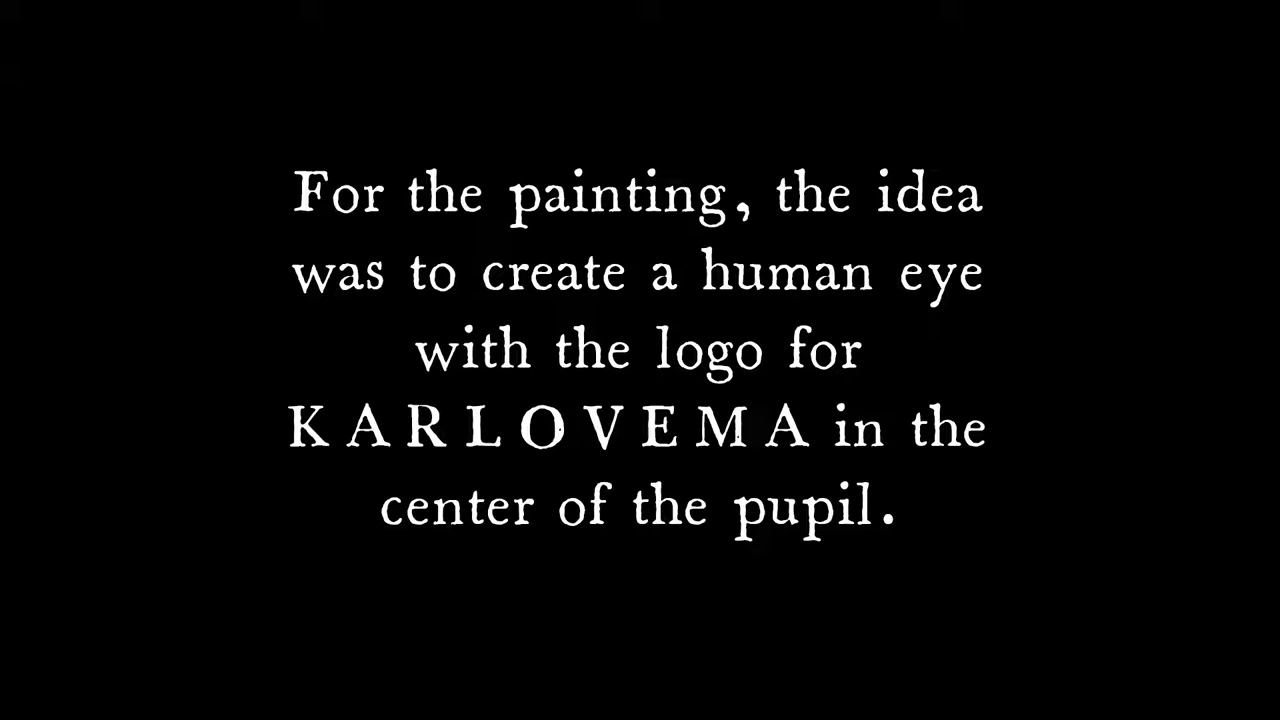 For the painting, the idea
was to create a human eye
with the logo for
K A R L O V E M A in the
center of the pupil.